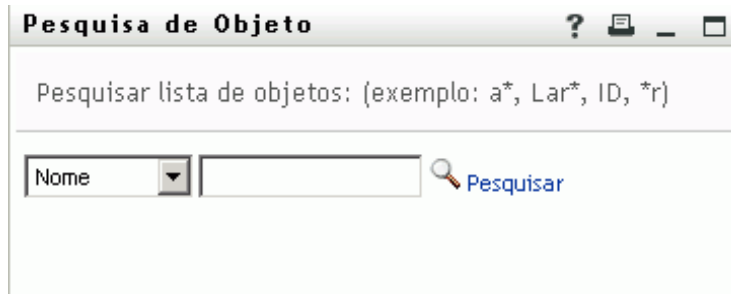 Pesquisa de Objeto ?
Pesquisar lista de objetos: (exemplo: a*, Lar*, ID, *r)
Nome Pesquisar